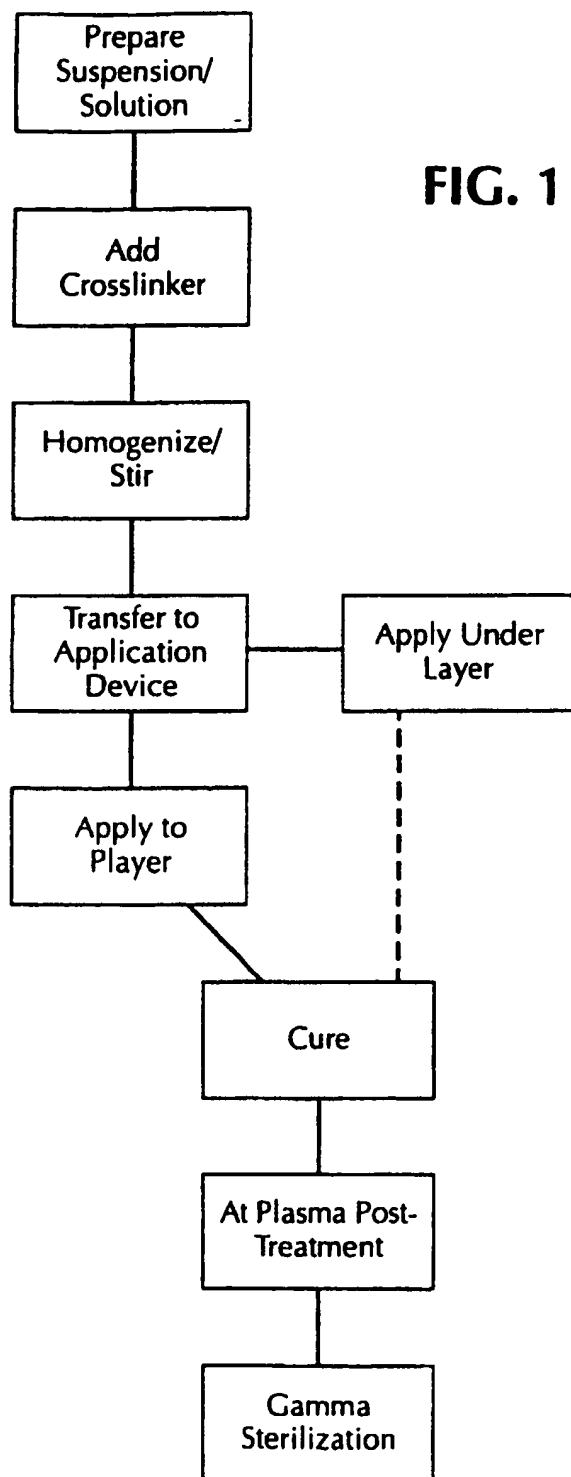 Prepare
Suspension/
Solution
FIG. 1
Add
Crosslinker
Homogenize/
Stir
Transfer to
Application
Device
Apply Under
Layer
Apply to
Player
Cure
At Plasma Post-
Treatment
Gamma
Sterilization